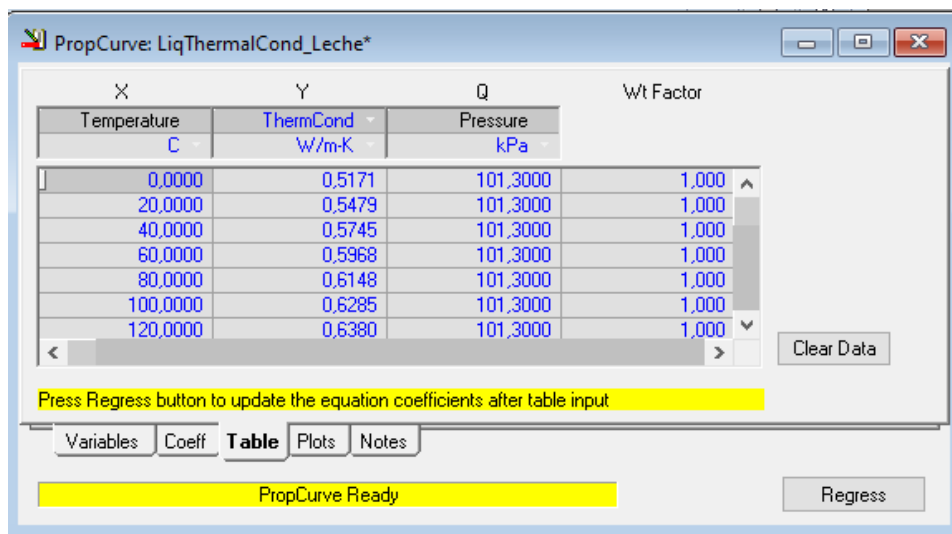 PropCurve: LiqThermalCond_Leche*
X Y Q Wt Factor
Temperature ThermCond Pressure
C W/m-K kPa
0,0000 0,5171 101,3000 1,000
20,0000 0,5479 101,3000 1,000
40,0000 0,5745 101,3000 1,000
60,0000 0,5968 101,3000 1,000
80,0000 0,6148 101,3000 1,000
100,0000 0,6285 101,3000 1,000
120,0000 0,6380 101,3000 1,000
Clear Data
Press Regress button to update the equation coefficients after table input
Variables Coeff Table Plots Notes
PropCurve Ready Regress